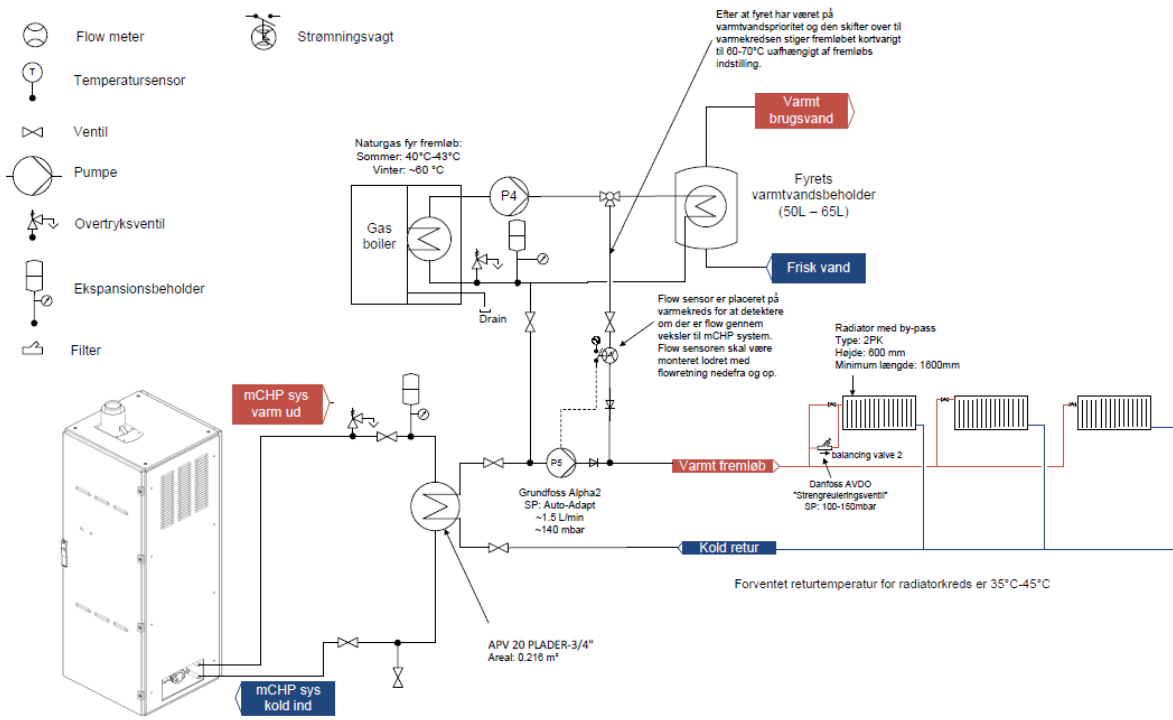 Flow meter
Strømningsvagt
T
Temperatursensor
Ventil
Pumpe
Overtryksventil
Ekspansionsbeholder
Filter
Efter at fyret har været på
varmtvandsprioritet og den skifter over til
varmekredsen stiger fremløbet kortvarigt
til 60-70°C uafhængigt af fremløbs
indstilling.
Varmt
brugsvand
Naturgas fyr fremløb:
Sommer: 40°C-43°C
Vinter: ~60 °C
P4
Gas
boiler
Fyrets
varmtvandsbeholder
(50L – 65L)
Frisk vand
Drain
Flow sensor er placeret på
varmekreds for at detektere
om der er flow gennem
veksler til mCHP system.
Flow sensoren skal være
monteret lodret med
flowretning nedefra og op.
Radiator med by-pass
Type: 2PK
Højde: 600 mm
Minimum længde: 1600mm
mCHP sys
varm ud
P5
Varmt fremløb
balancing valve 2
Danfoss AVDO
"Strengreuleringsventil"
SP: 100-150mbar
Grundfoss Alpha2
SP: Auto-Adapt
~1.5 L/min
~140 mbar
Kold retur
Forventet returtemperatur for radiatorkreds er 35°C-45°C
APV 20 PLADER-3/4"
Areal: 0.216 m²
mCHP sys
kold ind